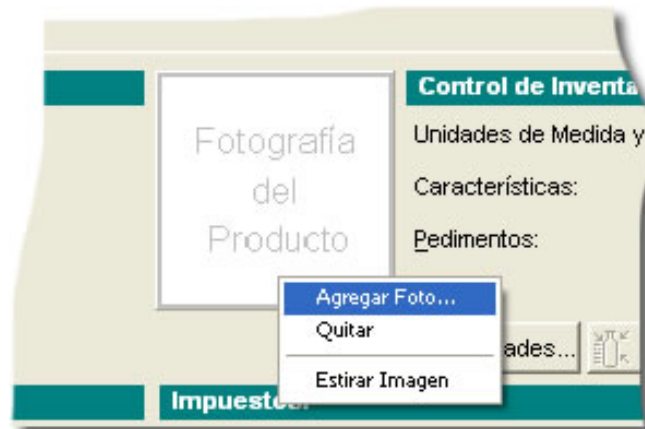 Control de Inventa
Fotografía
del
Producto
Unidades de Medida y
Características:
Pedimentos:
Agregar Foto...
Quitar
Estirar Imagen
ades...
Impuestos: